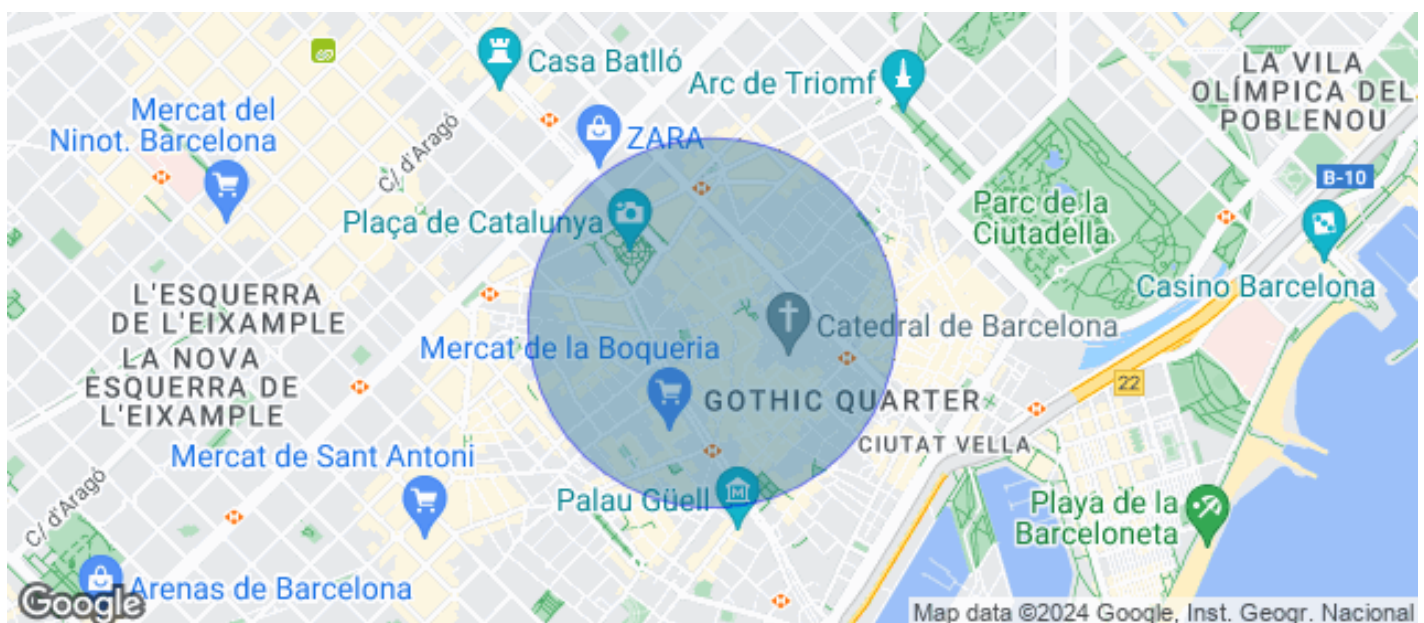 Casa Batlló
Arc de Triomf
LA VILA
OLÍMPICA DEL
POBLENOU
Mercat del
Ninot. Barcelona
C/ d'Aragó
ZARA
B-10
Plaça de Catalunya
Parc de la
Ciutadella
Casino Barcelona
L'ESQUERRA
DE L'EIXAMPLE
Catedral de Barcelona
LA NOVA
ESQUERRA DE
L'EIXAMPLE
Mercat de la Boqueria
22
GOTHIC QUARTER
CIUTAT VELLA
Mercat de Sant Antoni
Palau Güell
Playa de la
Barceloneta
C/ d'Aragó
Arenas de Barcelona
Google
Map data ©2024 Google, Inst. Geogr. Nacional